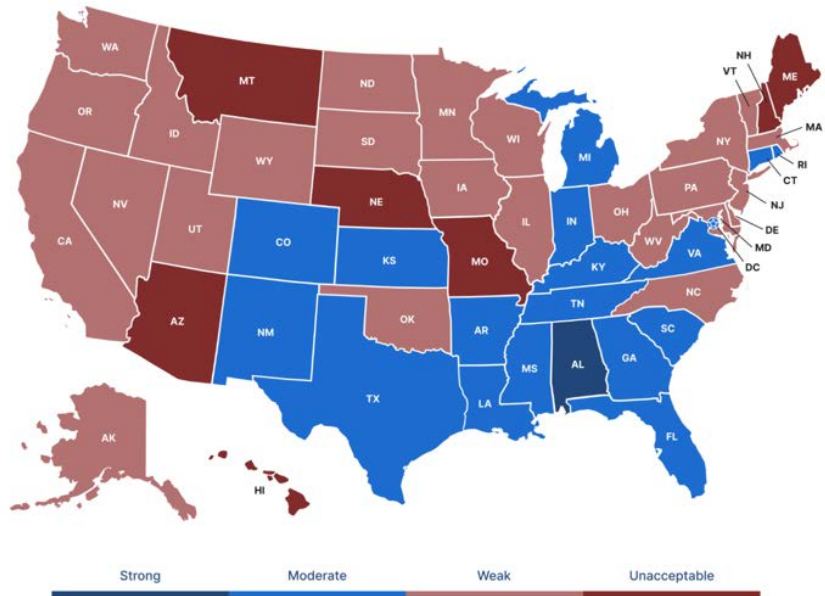 WA
MT
ND
MN
OR
ID
SD
WI
WY
MI
NY
VT
NH
ME
MA
RI
CT
NJ
DE
MD
DC
NV
UT
CA
NE
IA
IL
IN
OH
PA
WV
VA
CO
KS
MO
KY
NC
TN
AZ
NM
OK
AR
SC
TX
LA
MS
AL
GA
FL
AK
HI
Strong Moderate Weak Unacceptable